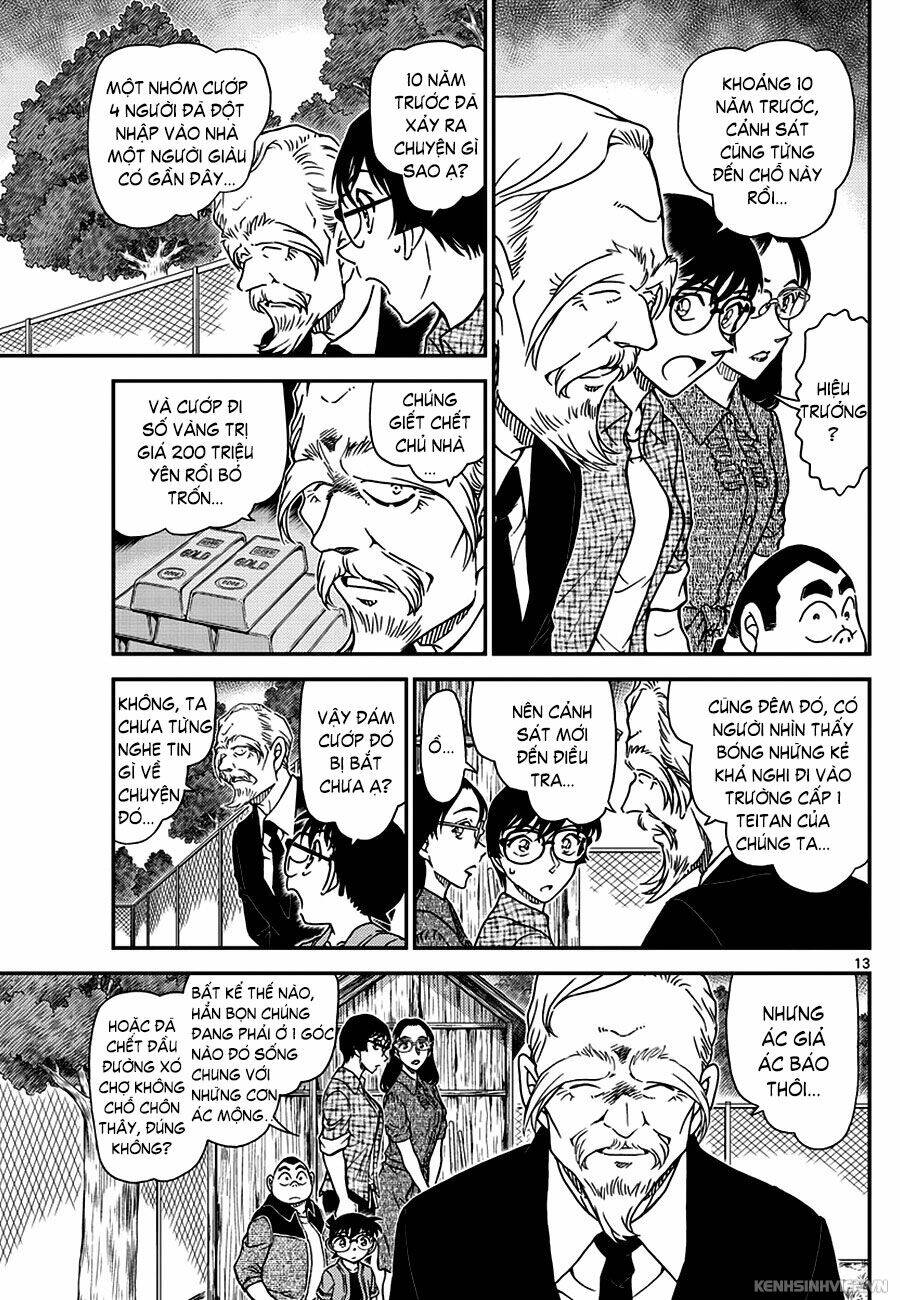 KHOẢNG 10
NĂM TRƯỚC,
CẢNH SÁT
CŨNG TỪNG
ĐẾN CHỖ NÀY
RỒI...
HIỆU
TRƯỞNG
?
10 NĂM
TRƯỚC ĐÃ
XẢY RA
CHUYỆN GÌ
SAO Ạ?
MỘT NHÓM CƯỚP
4 NGƯỜI ĐÃ ĐỘT
NHẬP VÀO NHÀ
MỘT NGƯỜI GIÀU
CÓ GẦN ĐÂY...
CHÚNG
GIẾT CHẾT
CHỦ NHÀ
...
VÀ CƯỚP ĐI
SỐ VÀNG TRỊ
GIÁ 200 TRIỆU
YÊN RỒI BỎ
TRỐN...
GOLD
GOLD
CŨNG ĐÊM ĐÓ, CÓ
NGƯỜI NHÌN THẤY
BÓNG NHỮNG KẺ
KHẢ NGHI ĐI VÀO
TRƯỜNG CẤP 1
TEITAN CỦA
CHÚNG TA...
NÊN CẢNH
SÁT MỚI
ĐẾN ĐIỀU
TRA...
Ồ...
VẬY ĐÁM
CƯỚP ĐÓ
BỊ BẮT
CHƯA Ạ?
KHÔNG, TA
CHƯA TỪNG
NGHE TIN
GÌ VỀ
CHUYỆN
ĐÓ...
13
NHƯNG
ÁC GIẢ
ÁC BÁO
THÔI...
BẤT KỂ THẾ NÀO,
HẮN BỌN CHÚNG
ĐANG PHẢI Ở 1 GÓC
NÀO ĐÓ SỐNG
CHUNG VỚI
NHỮNG CƠN
ÁC MỘNG...
HOẶC ĐÃ
CHẾT ĐẦU
ĐƯỜNG XÓ
CHỢ KHÔNG
CHỖ CHÔN
THÂY, ĐÚNG
KHÔNG?
KENHSINHVIEN.VN